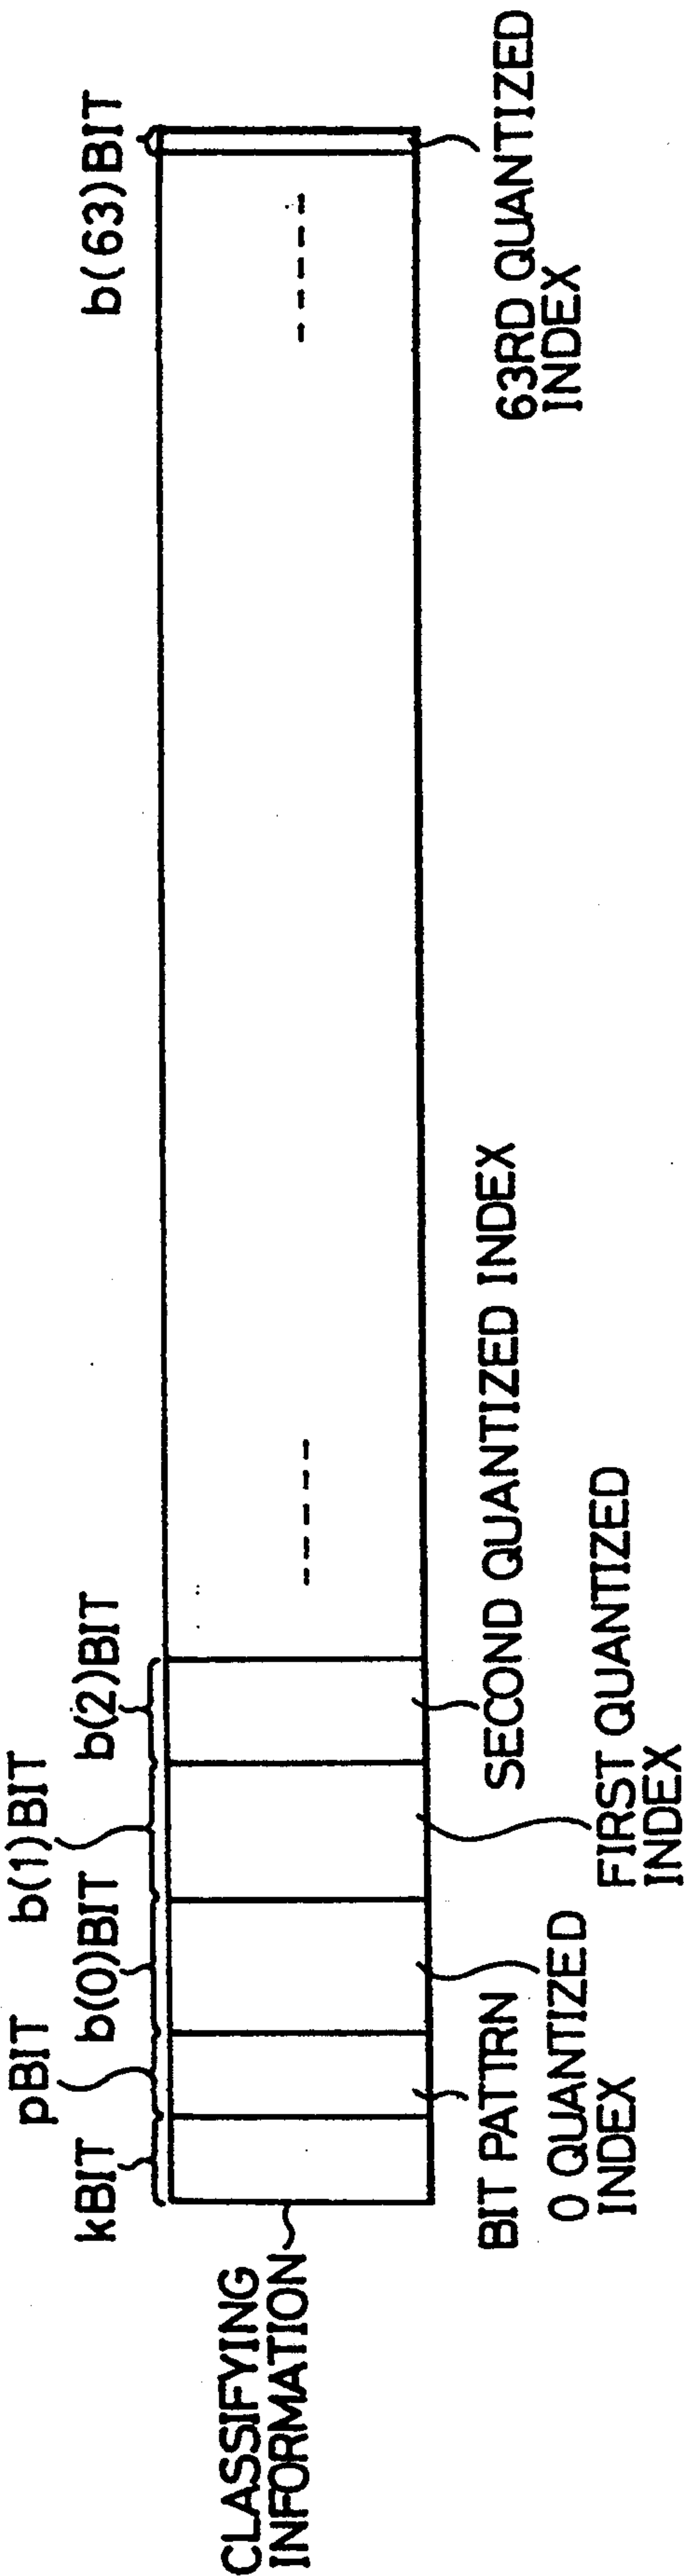 kBIT
pBIT
b(0)BIT
b(1)BIT
b(2)BIT
b(63)BIT
CLASSIFYING
INFORMATION
BIT PATTRN
0 QUANTIZED
INDEX
FIRST QUANTIZED
INDEX
SECOND QUANTIZED INDEX
63RD QUANTIZED
INDEX